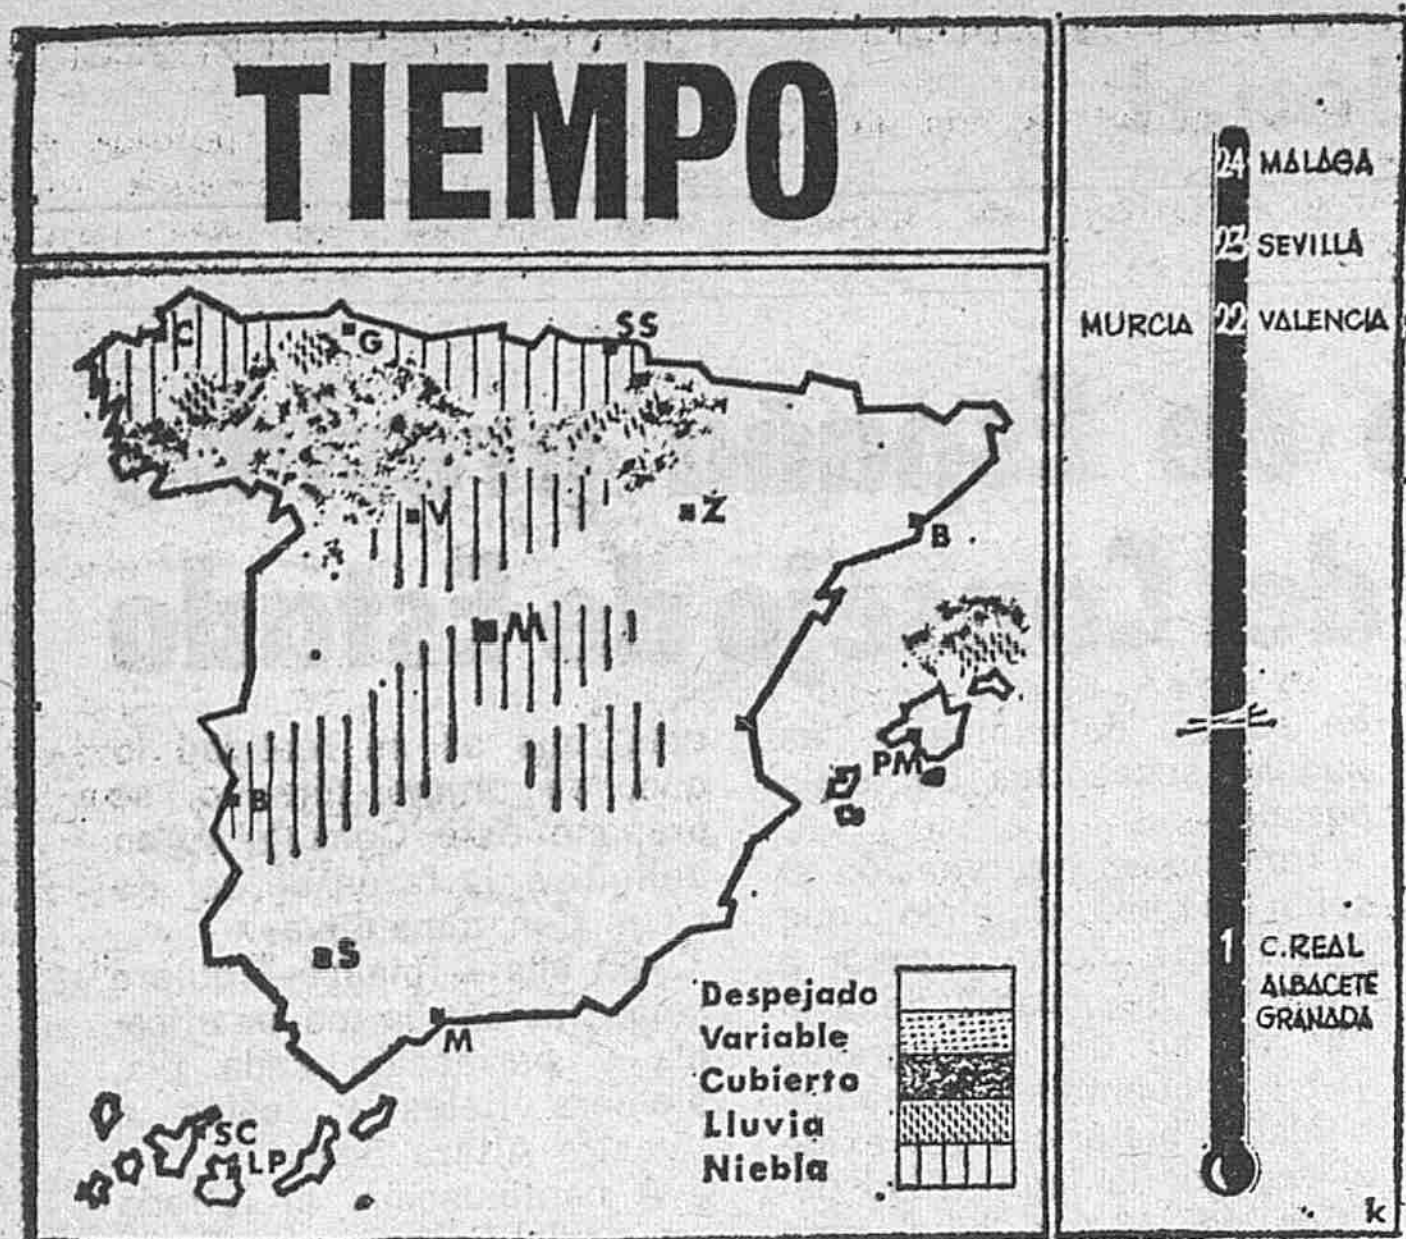 TIEMPO
C
G
SS
V
Z
B
M
PM
B
S
M
SC
LP
Despejado
Variable
Cubierto
Lluvia
Niebla
24 MALAGA
23 SEVILLA
MURCIA 22 VALENCIA
1 C.REAL
ALBACETE
GRANADA
k